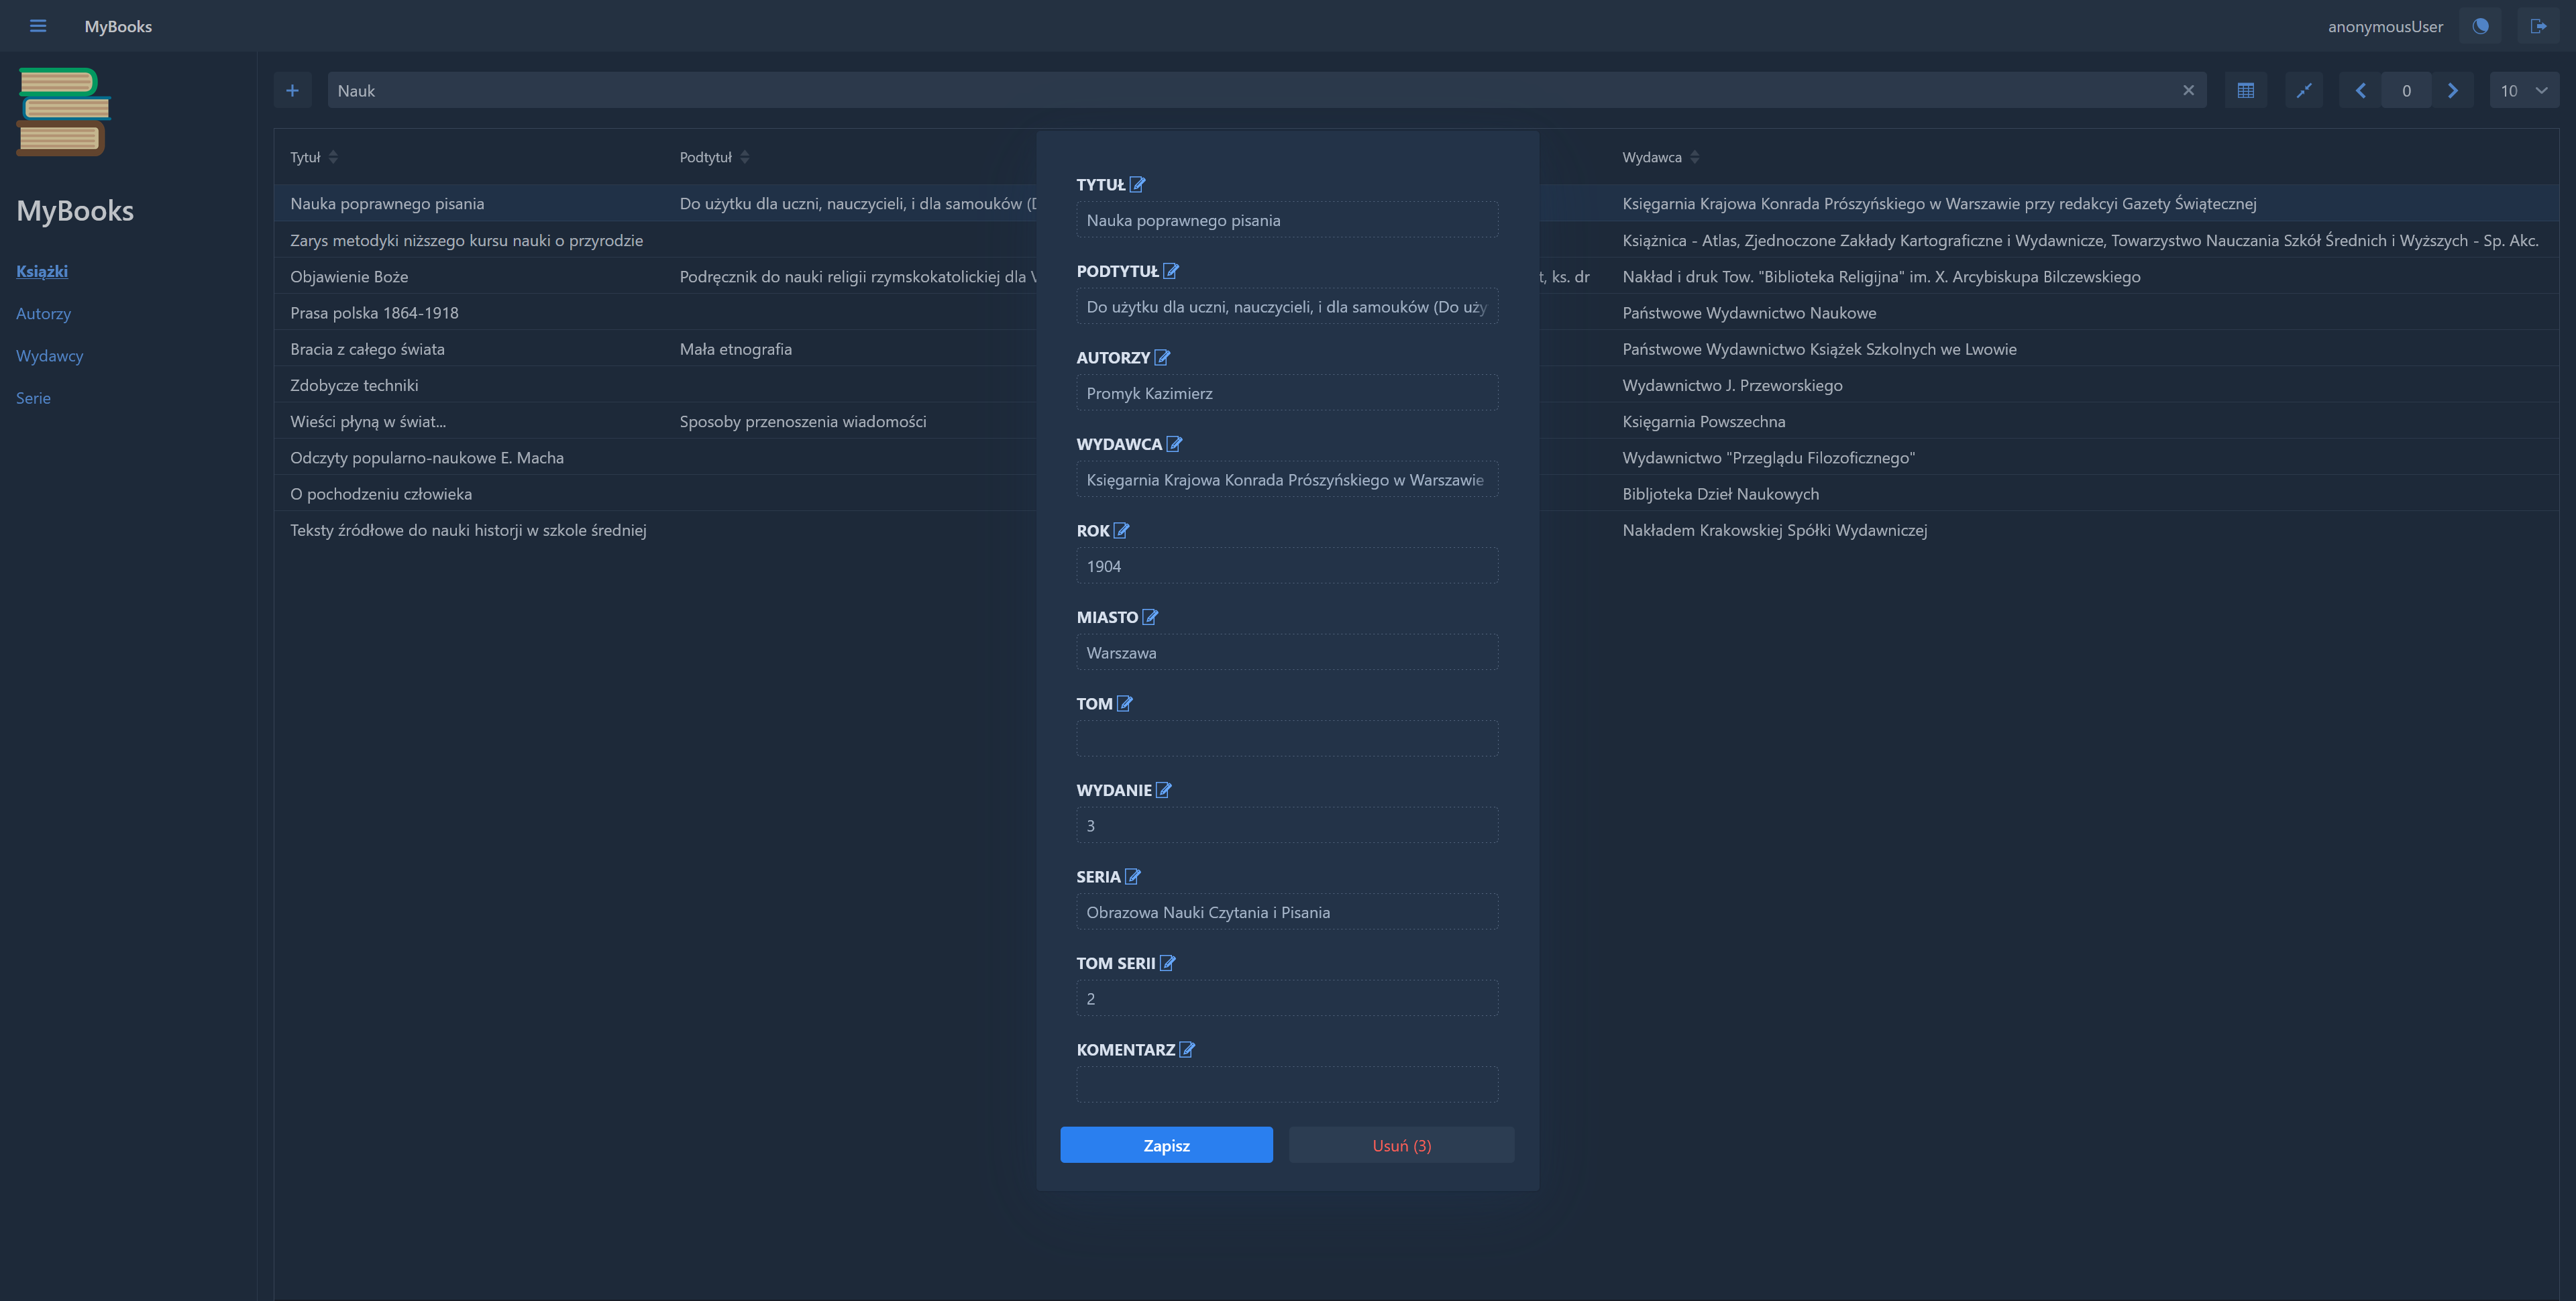 MyBooks
anonymousUser
MyBooks
Książki
Autorzy
Wydawcy
Serie
Nauk
0
10
Tytuł Podtytuł Wydawca
Nauka poprawnego pisania Do użytku dla uczni, nauczycieli, i dla samouków Księgarnia Krajowa Konrada Prószyńskiego w Warszawie przy redakcyi Gazety Świątecznej
Zarys metodyki niższego kursu nauki o przyrodzie Książnica - Atlas, Zjednoczone Zakłady Kartograficzne i Wydawnicze, Towarzystwo Nauczania Szkół Średnich i Wyższych - Sp. Akc.
Objawienie Boże Podręcznik do nauki religii rzymskokatolickiej dla t, ks. dr Nakład i druk Tow. "Biblioteka Religijna" im. X. Arcybiskupa Bilczewskiego
Prasa polska 1864-1918 Państwowe Wydawnictwo Naukowe
Bracia z całego świata Mała etnografia Państwowe Wydawnictwo Książek Szkolnych we Lwowie
Zdobycze techniki Wydawnictwo J. Przeworskiego
Wieści płyną w świat... Sposoby przenoszenia wiadomości Księgarnia Powszechna
Odczyty popularno-naukowe E. Macha Wydawnictwo "Przeglądu Filozoficznego"
O pochodzeniu człowieka Bibljoteka Dzieł Naukowych
Teksty źródłowe do nauki historji w szkole średniej Nakładem Krakowskiej Spółki Wydawniczej
TYTUŁ
Nauka poprawnego pisania
PODTYTUŁ
Do użytku dla uczni, nauczycieli, i dla samouków (Do uży
AUTORZY
Promyk Kazimierz
WYDAWCA
Księgarnia Krajowa Konrada Prószyńskiego w Warszawie
ROK
1904
MIASTO
Warszawa
TOM
WYDANIE
3
SERIA
Obrazowa Nauki Czytania i Pisania
TOM SERII
2
KOMENTARZ
Zapisz
Usuń (3)